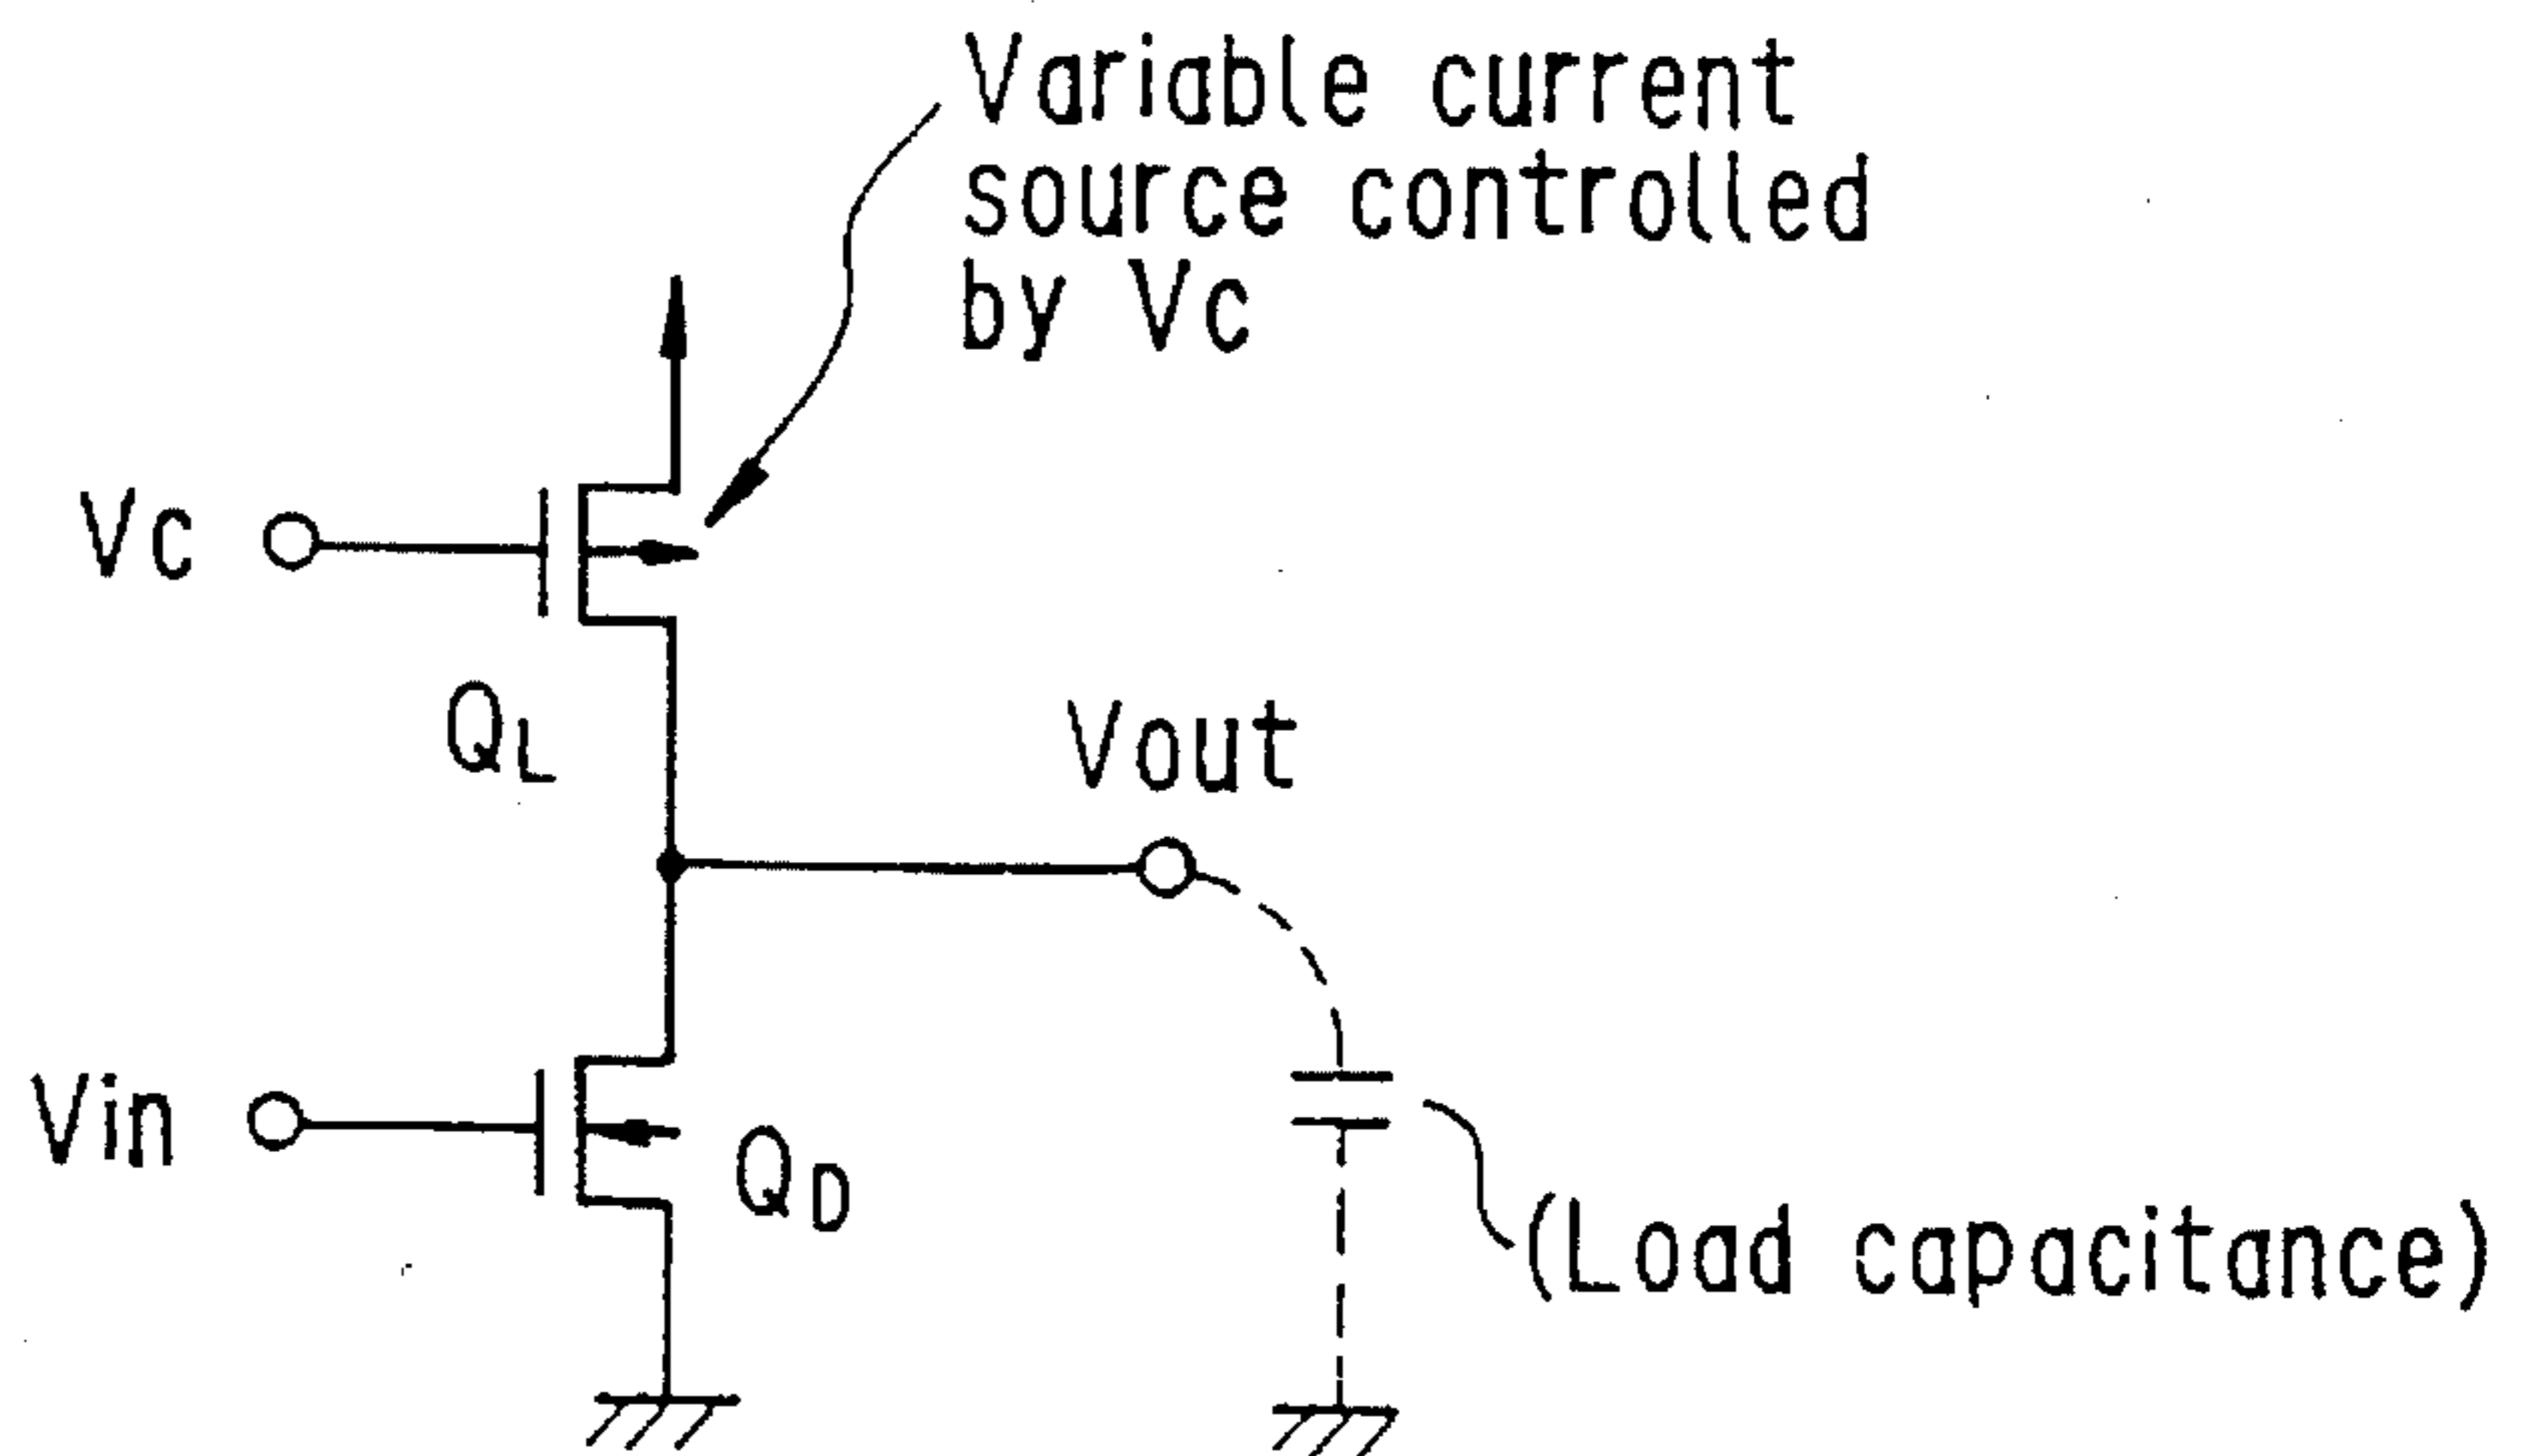 Variable current
source controlled
by Vc
Vc
QL
Vout
Vin
QD
(Load capacitance)